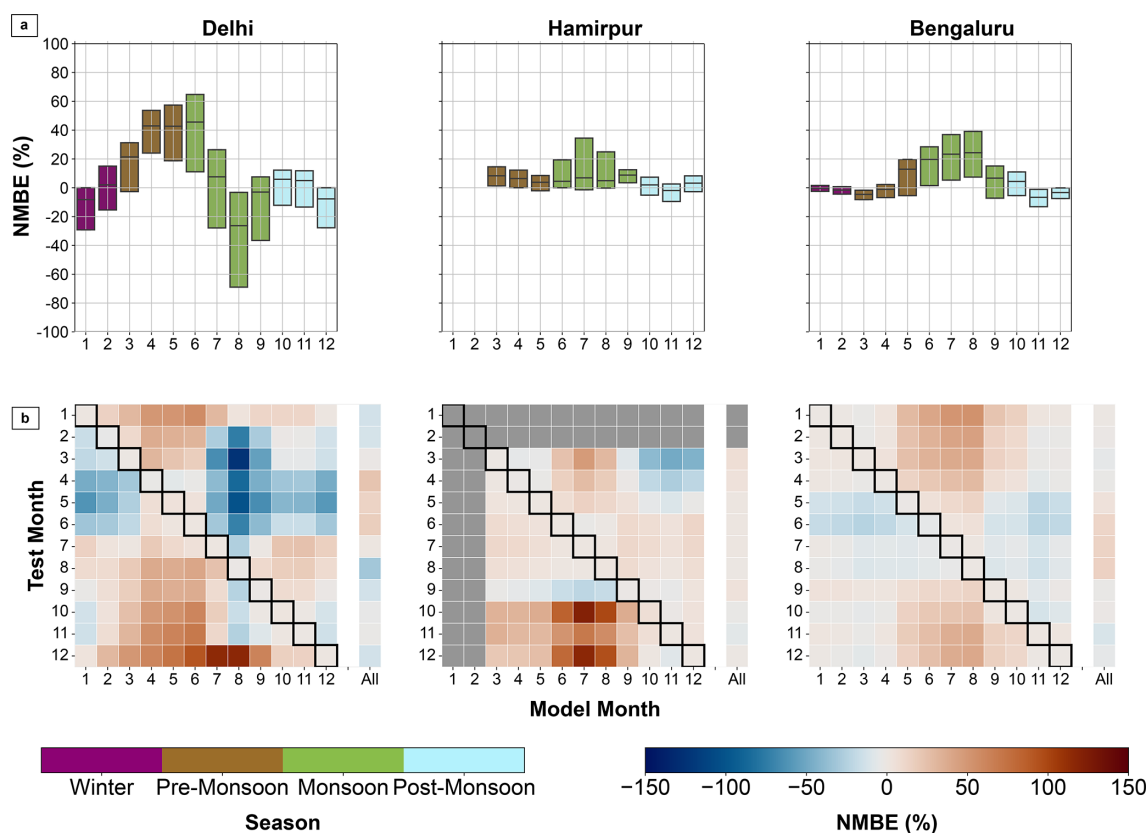 a
Delhi
Hamirpur
Bengaluru
NMBE (%)
100
80
60
40
20
0
-20
-40
-60
-80
-100
1 2 3 4 5 6 7 8 9 10 11 12
1 2 3 4 5 6 7 8 9 10 11 12
1 2 3 4 5 6 7 8 9 10 11 12
b
Test Month
1
2
3
4
5
6
7
8
9
10
11
12
1 2 3 4 5 6 7 8 9 10 11 12 All
1 2 3 4 5 6 7 8 9 10 11 12 All
1 2 3 4 5 6 7 8 9 10 11 12 All
Model Month
Winter Pre-Monsoon Monsoon Post-Monsoon
Season
−150 −100 −50 0 50 100 150
NMBE (%)